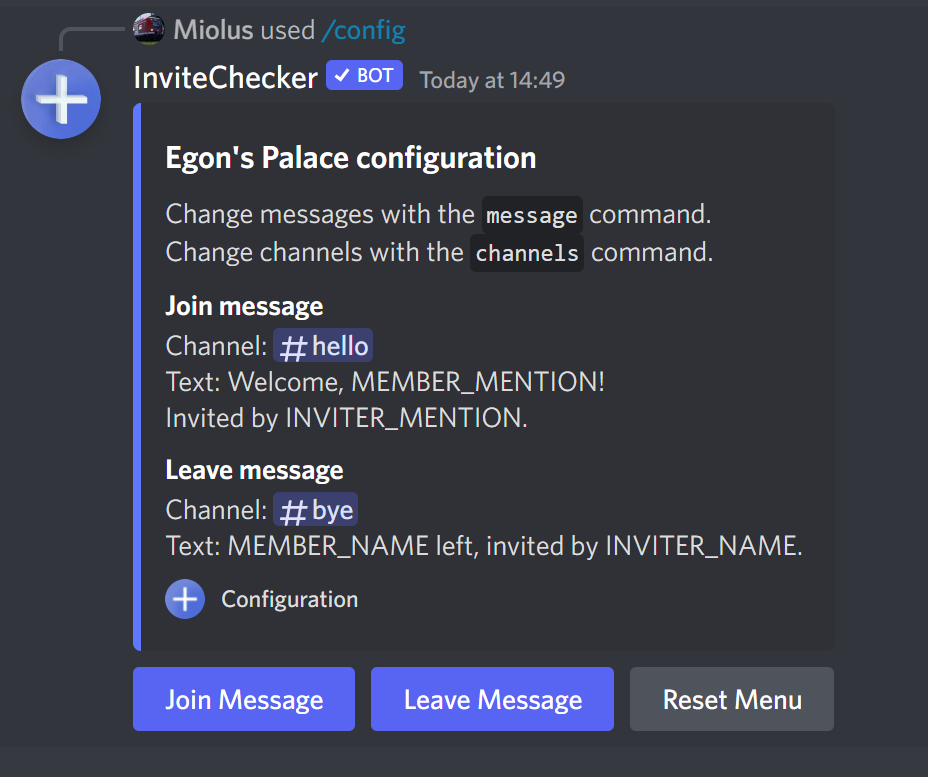 Miolus used /config
InviteChecker BOT Today at 14:49
Egon's Palace configuration
Change messages with the message command.
Change channels with the channels command.
Join message
Channel: #hello
Text: Welcome, MEMBER_MENTION!
Invited by INVITER_MENTION.
Leave message
Channel: #bye
Text: MEMBER_NAME left, invited by INVITER_NAME.
Configuration
Join Message Leave Message Reset Menu